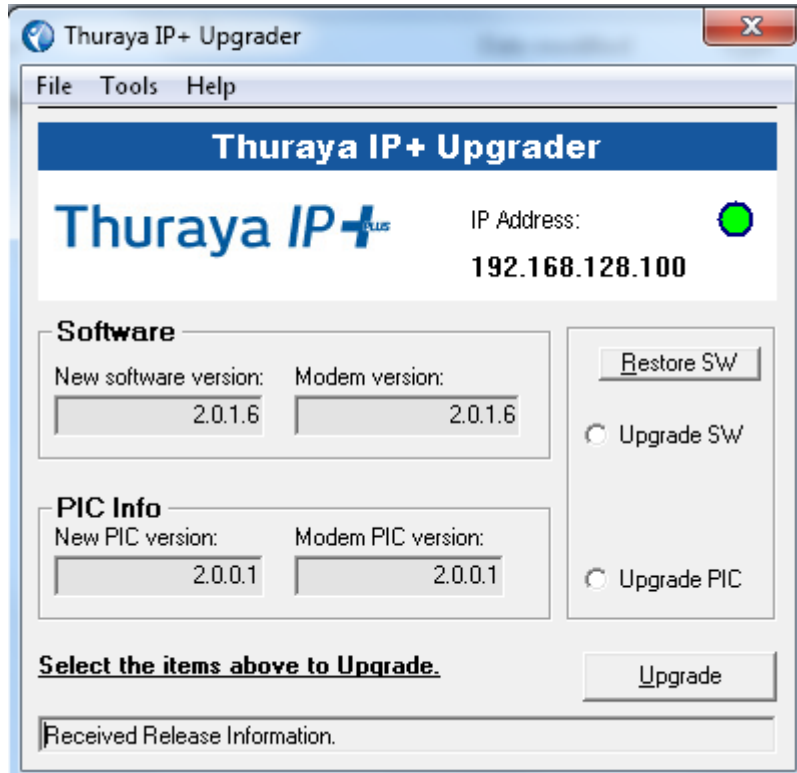 Thuraya IP+ Upgrader
File Tools Help
Thuraya IP+ Upgrader
Thuraya IP+ PLUS
IP Address:
192.168.128.100
Software
New software version: Modem version:
2.0.1.6 2.0.1.6
Restore SW
Upgrade SW
PIC Info
New PIC version: Modem PIC version:
2.0.0.1 2.0.0.1
Upgrade PIC
Select the items above to Upgrade.
Upgrade
Received Release Information.